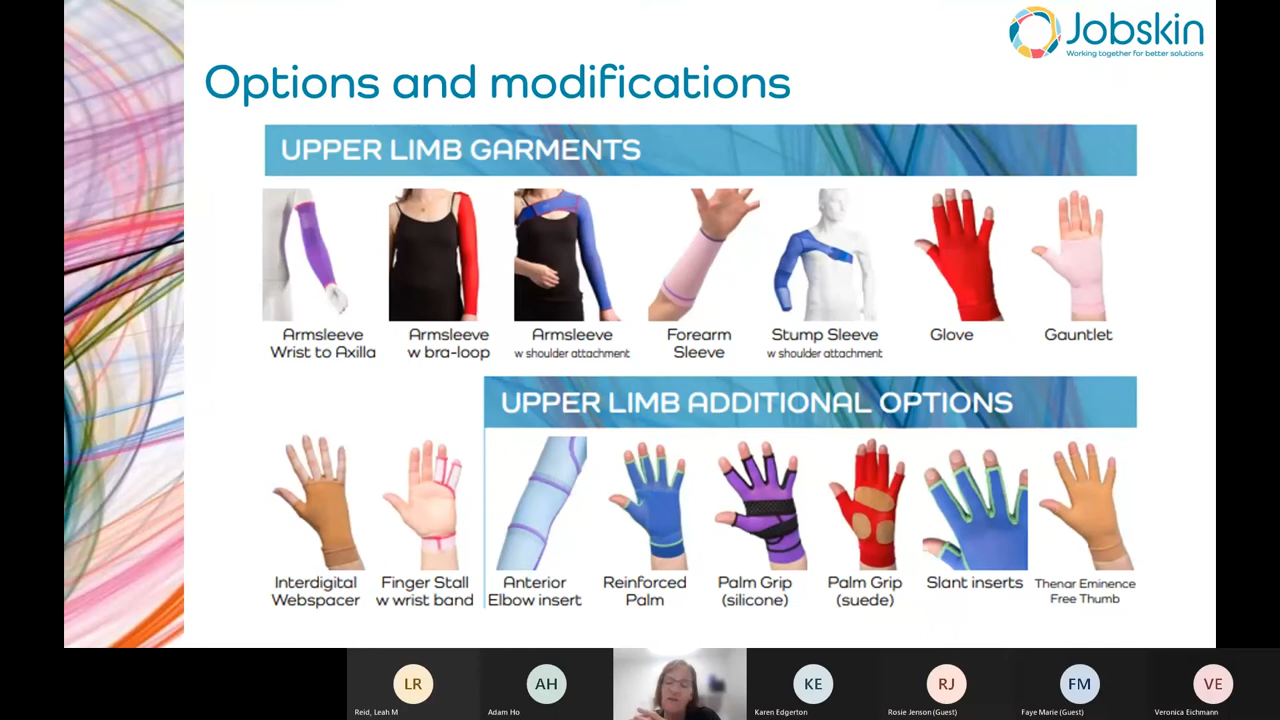 Jobskin
Working together for better solutions
Options and modifications
UPPER LIMB GARMENTS
Armsleeve
Wrist to Axilla
Armsleeve
w bra-loop
Armsleeve
w shoulder attachment
Forearm
Sleeve
Stump Sleeve
w shoulder attachment
Glove
Gauntlet
UPPER LIMB ADDITIONAL OPTIONS
Interdigital
Webspacer
Finger Stall
w wrist band
Anterior
Elbow insert
Reinforced
Palm
Palm Grip
(silicone)
Palm Grip
(suede)
Slant inserts
Thenar Eminence
Free Thumb
LR
Reid, Leah M
AH
Adam Ho
KE
Karen Edgerton
RJ
Rosie Jenson (Guest)
FM
Faye Marie (Guest)
VE
Veronica Eichmann